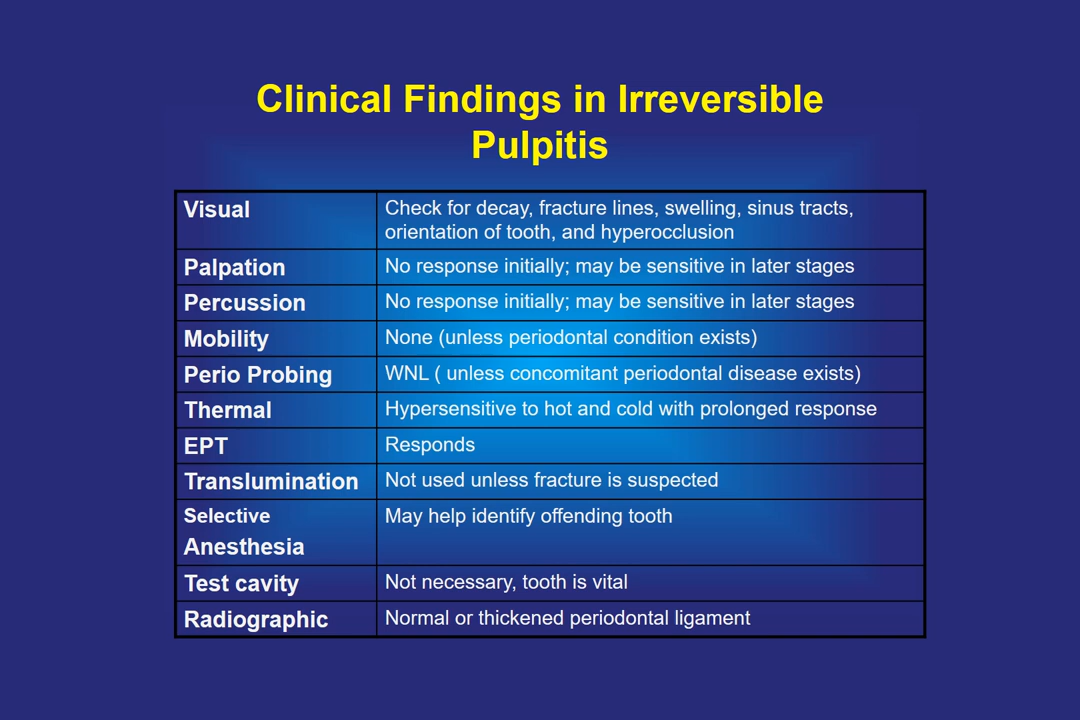 Clinical Findings in Irreversible
Pulpitis
Visual
Check for decay, fracture lines, swelling, sinus tracts,
orientation of tooth, and hyperocclusion
Palpation
No response initially; may be sensitive in later stages
Percussion
No response initially; may be sensitive in later stages
Mobility
None (unless periodontal condition exists)
Perio Probing
WNL ( unless concomitant periodontal disease exists)
Thermal
Hypersensitive to hot and cold with prolonged response
EPT
Responds
Translumination
Not used unless fracture is suspected
Selective
Anesthesia
May help identify offending tooth
Test cavity
Not necessary, tooth is vital
Radiographic
Normal or thickened periodontal ligament